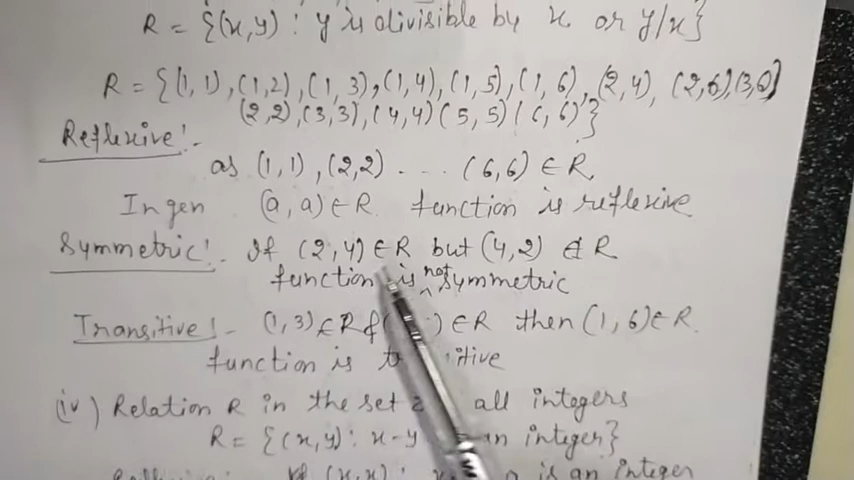 R = {(x,y) : y is divisible by x or y/x}
R = {(1,1),(1,2),(1,3),(1,4),(1,5),(1,6),(2,4),(2,6)(3,6)
(2,2),(3,3),(4,4)(5,5)(6,6)}
Reflexive:-
as (1,1),(2,2) ... (6,6) ∈ R
In gen (a,a) ∈ R function is reflexive
Symmetric:- If (2,4) ∈ R but (4,2) ∉ R
function is not symmetric
Transitive:- (1,3) ∈ R & ( ) ∈ R then (1,6) ∈ R.
function is
(iv) Relation R in the set all integers
R = {(x,y): x-y an integer}
is an integer